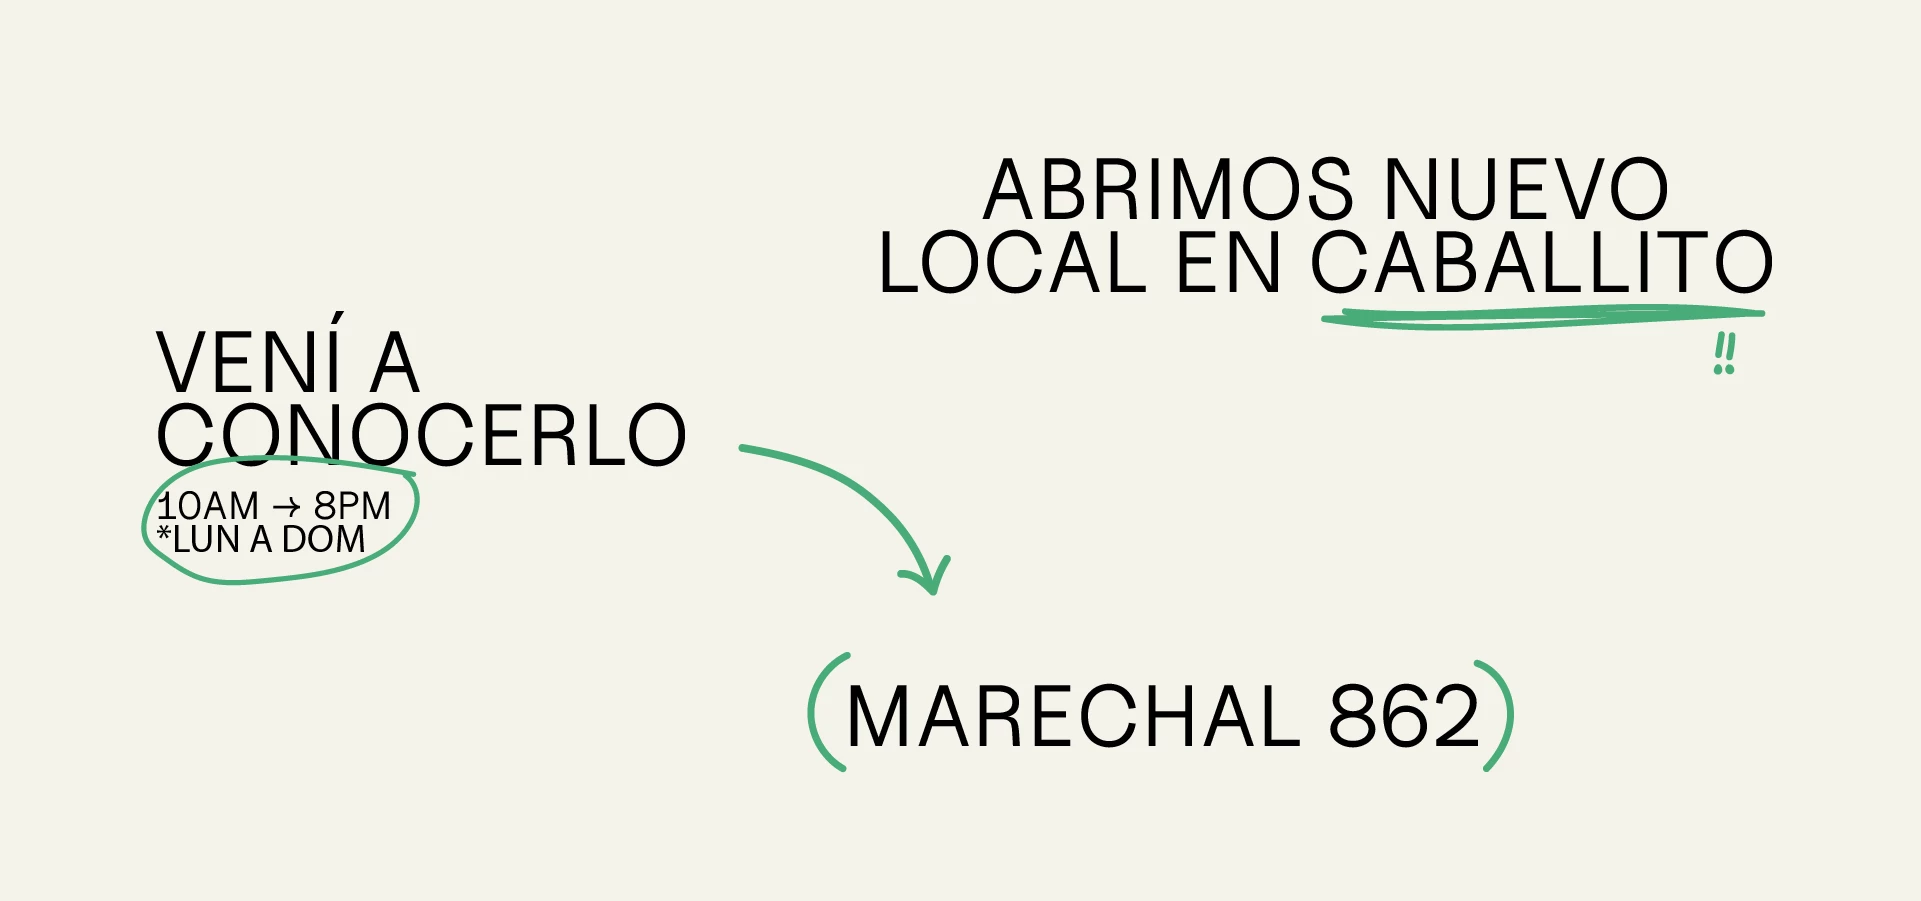 ABRIMOS NUEVO
LOCAL EN CABALLITO
!!
VENÍ A
CONOCERLO
10AM → 8PM
*LUN A DOM
(MARECHAL 862)